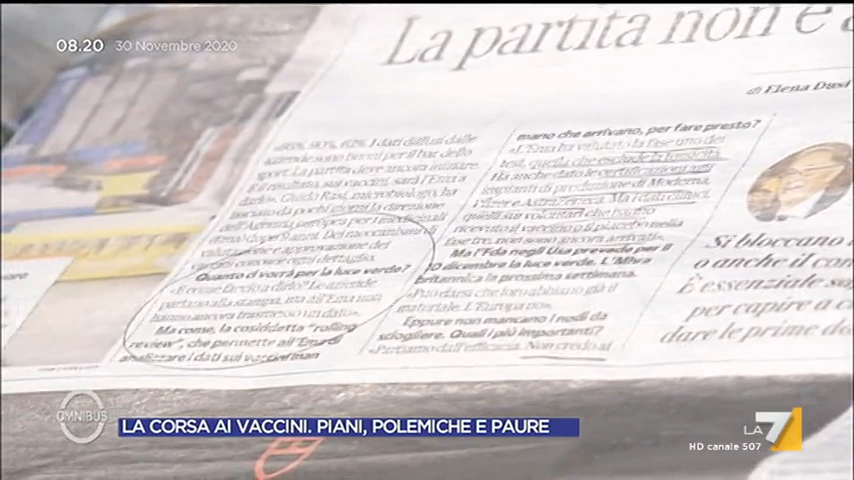 08.20 30 Novembre 2020
La partita non è a
di Elena Dusi
«95%, 90%, 62%. I dati diffusi dalle
aziende sono buoni per il bar dello
sport. La partita deve ancora iniziare.
E il risultato, sui vaccini, sarà l'Ema a
darlo». Guido Rasi, microbiologo, ha
lasciato da pochi giorni la direzione
dell'Agenzia europea per i medicinali
(Ema) dopo 9 anni. Dei meccanismi di
valutazione e approvazione dei
vaccini conosce ogni dettaglio.
Quanto ci vorrà per la luce verde?
«E come faccio a dirlo? Le aziende
parlano alla stampa, ma all'Ema non
hanno ancora trasmesso un dato».
Ma come, la cosiddetta "rolling
review", che permette all'Ema di
analizzare i dati sui vaccini man
mano che arrivano, per fare presto?
«L'Ema ha valutato la fase uno dei
test, quella che esclude la tossicità.
Ha anche dato le certificazioni agli
impianti di produzione di Moderna,
Pfizer e AstraZeneca. Ma i dati clinici,
quelli sui volontari che hanno
ricevuto il vaccino o il placebo nella
fase tre, non sono ancora arrivati».
Ma l'Fda negli Usa prevede per il
10 dicembre la luce verde. L'Mhra
britannica la prossima settimana.
«Può darsi che loro abbiano già il
materiale. L'Europa no».
Eppure non mancano i nodi da
sciogliere. Quali i più importanti?
«Partiamo dall'efficacia. Non credo si
Si bloccano
o anche il con
È essenziale
per capire a c
dare le prime do
OMNIBUS
LA CORSA AI VACCINI. PIANI, POLEMICHE E PAURE
LA 7
HD canale 507